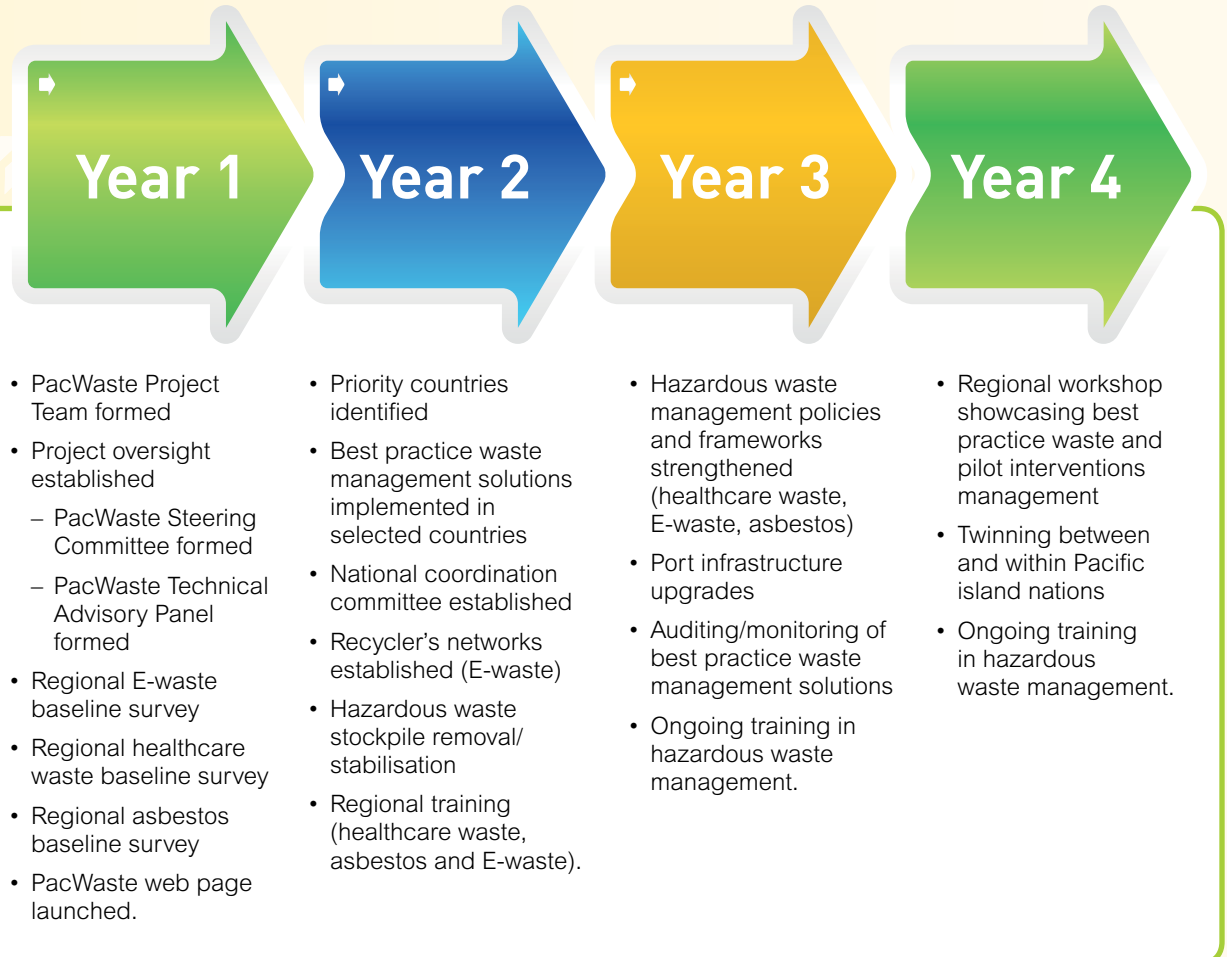 Year 1
Year 2
Year 3
Year 4
• PacWaste Project
Team formed
• Project oversight
established
– PacWaste Steering
Committee formed
– PacWaste Technical
Advisory Panel
formed
• Regional E-waste
baseline survey
• Regional healthcare
waste baseline survey
• Regional asbestos
baseline survey
• PacWaste web page
launched.
• Priority countries
identified
• Best practice waste
management solutions
implemented in
selected countries
• National coordination
committee established
• Recycler's networks
established (E-waste)
• Hazardous waste
stockpile removal/
stabilisation
• Regional training
(healthcare waste,
asbestos and E-waste).
• Hazardous waste
management policies
and frameworks
strengthened
(healthcare waste,
E-waste, asbestos)
• Port infrastructure
upgrades
• Auditing/monitoring of
best practice waste
management solutions
• Ongoing training in
hazardous waste
management.
• Regional workshop
showcasing best
practice waste and
pilot interventions
management
• Twinning between
and within Pacific
island nations
• Ongoing training
in hazardous
waste management.